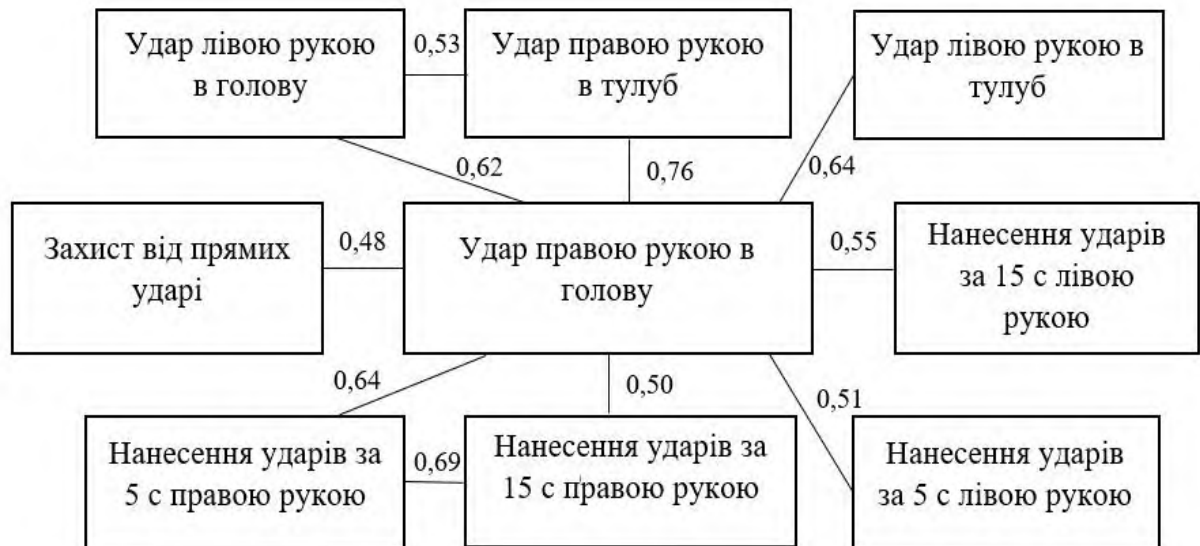 Удар лівою рукою
в голову
0,53
Удар правою рукою
в тулуб
Удар лівою рукою в
тулуб
0,62
0,76
0,64
Захист від прямих
ударі
0,48
Удар правою рукою в
голову
0,55
Нанесення ударів
за 15 с лівою
рукою
0,64
0,50
0,51
Нанесення ударів за
5 с правою рукою
0,69
Нанесення ударів за
15 с правою рукою
Нанесення ударів
за 5 с лівою рукою